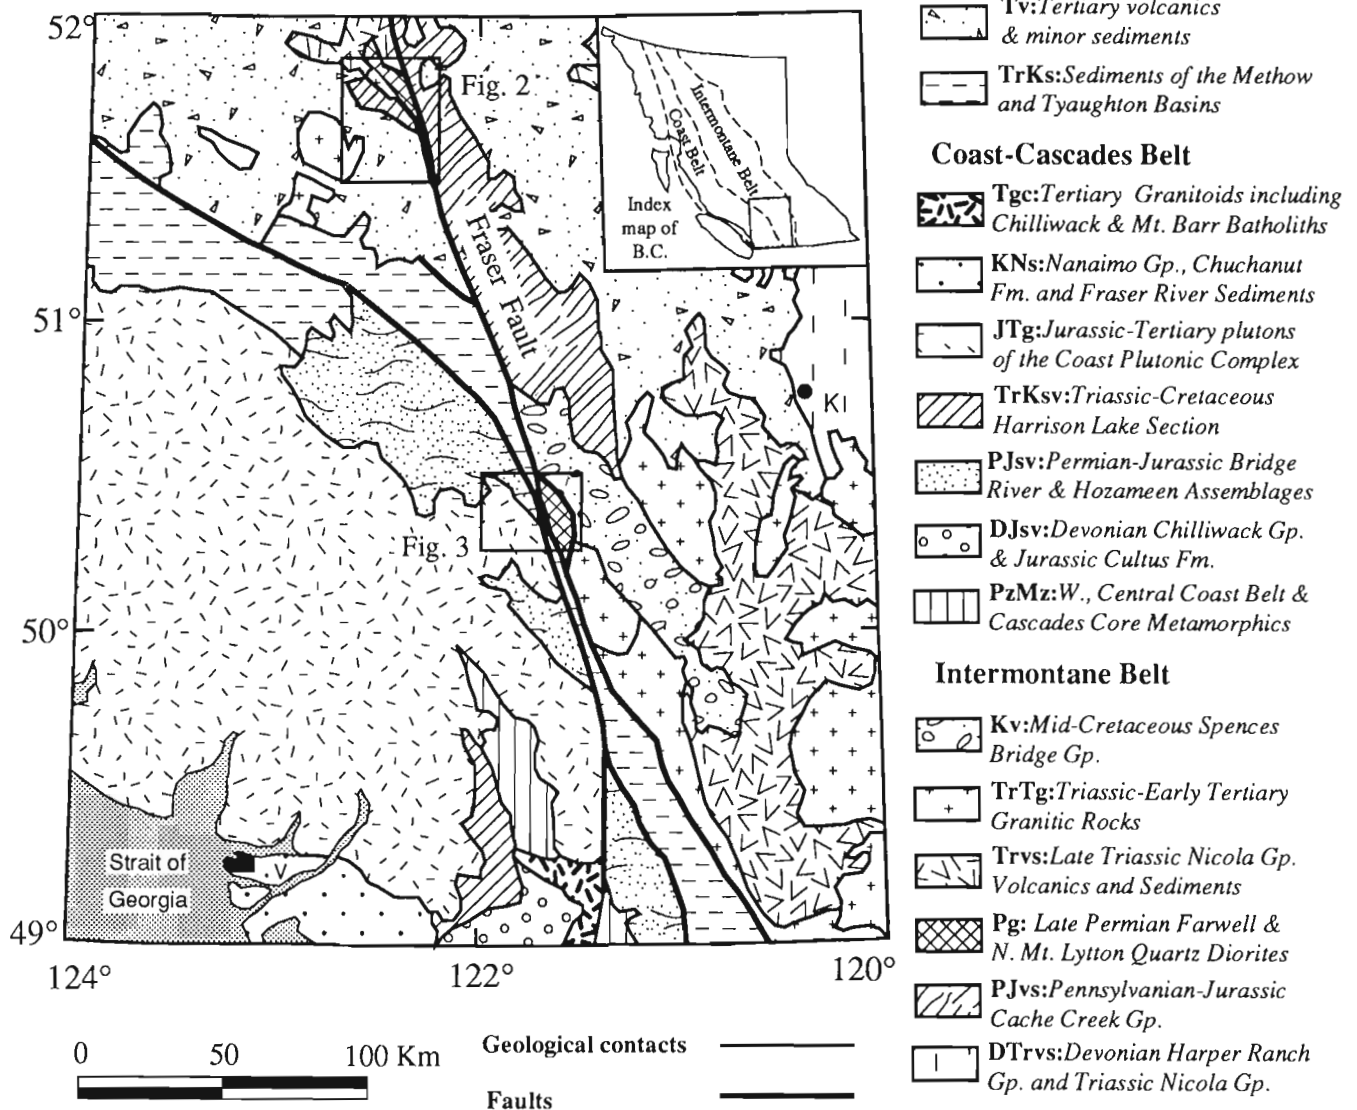 52°
51°
50°
49°
124°
122°
120°
Fig. 2
Fig. 3
Fraser Fault
Coast Belt
Intermontane Belt
Index
map of
B.C.
K
Strait of
Georgia
0 50 100 Km
Geological contacts
Faults
Tv:Tertiary volcanics
& minor sediments
TrKs:Sediments of the Methow
and Tyaughton Basins
Coast-Cascades Belt
Tgc:Tertiary Granitoids including
Chilliwack & Mt. Barr Batholiths
KNs:Nanaimo Gp., Chuchanut
Fm. and Fraser River Sediments
JTg:Jurassic-Tertiary plutons
of the Coast Plutonic Complex
TrKsv:Triassic-Cretaceous
Harrison Lake Section
PJsv:Permian-Jurassic Bridge
River & Hozameen Assemblages
DJsv:Devonian Chilliwack Gp.
& Jurassic Cultus Fm.
PzMz:W., Central Coast Belt &
Cascades Core Metamorphics
Intermontane Belt
Kv:Mid-Cretaceous Spences
Bridge Gp.
TrTg:Triassic-Early Tertiary
Granitic Rocks
Trvs:Late Triassic Nicola Gp.
Volcanics and Sediments
Pg: Late Permian Farwell &
N. Mt. Lytton Quartz Diorites
PJvs:Pennsylvanian-Jurassic
Cache Creek Gp.
DTrvs:Devonian Harper Ranch
Gp. and Triassic Nicola Gp.